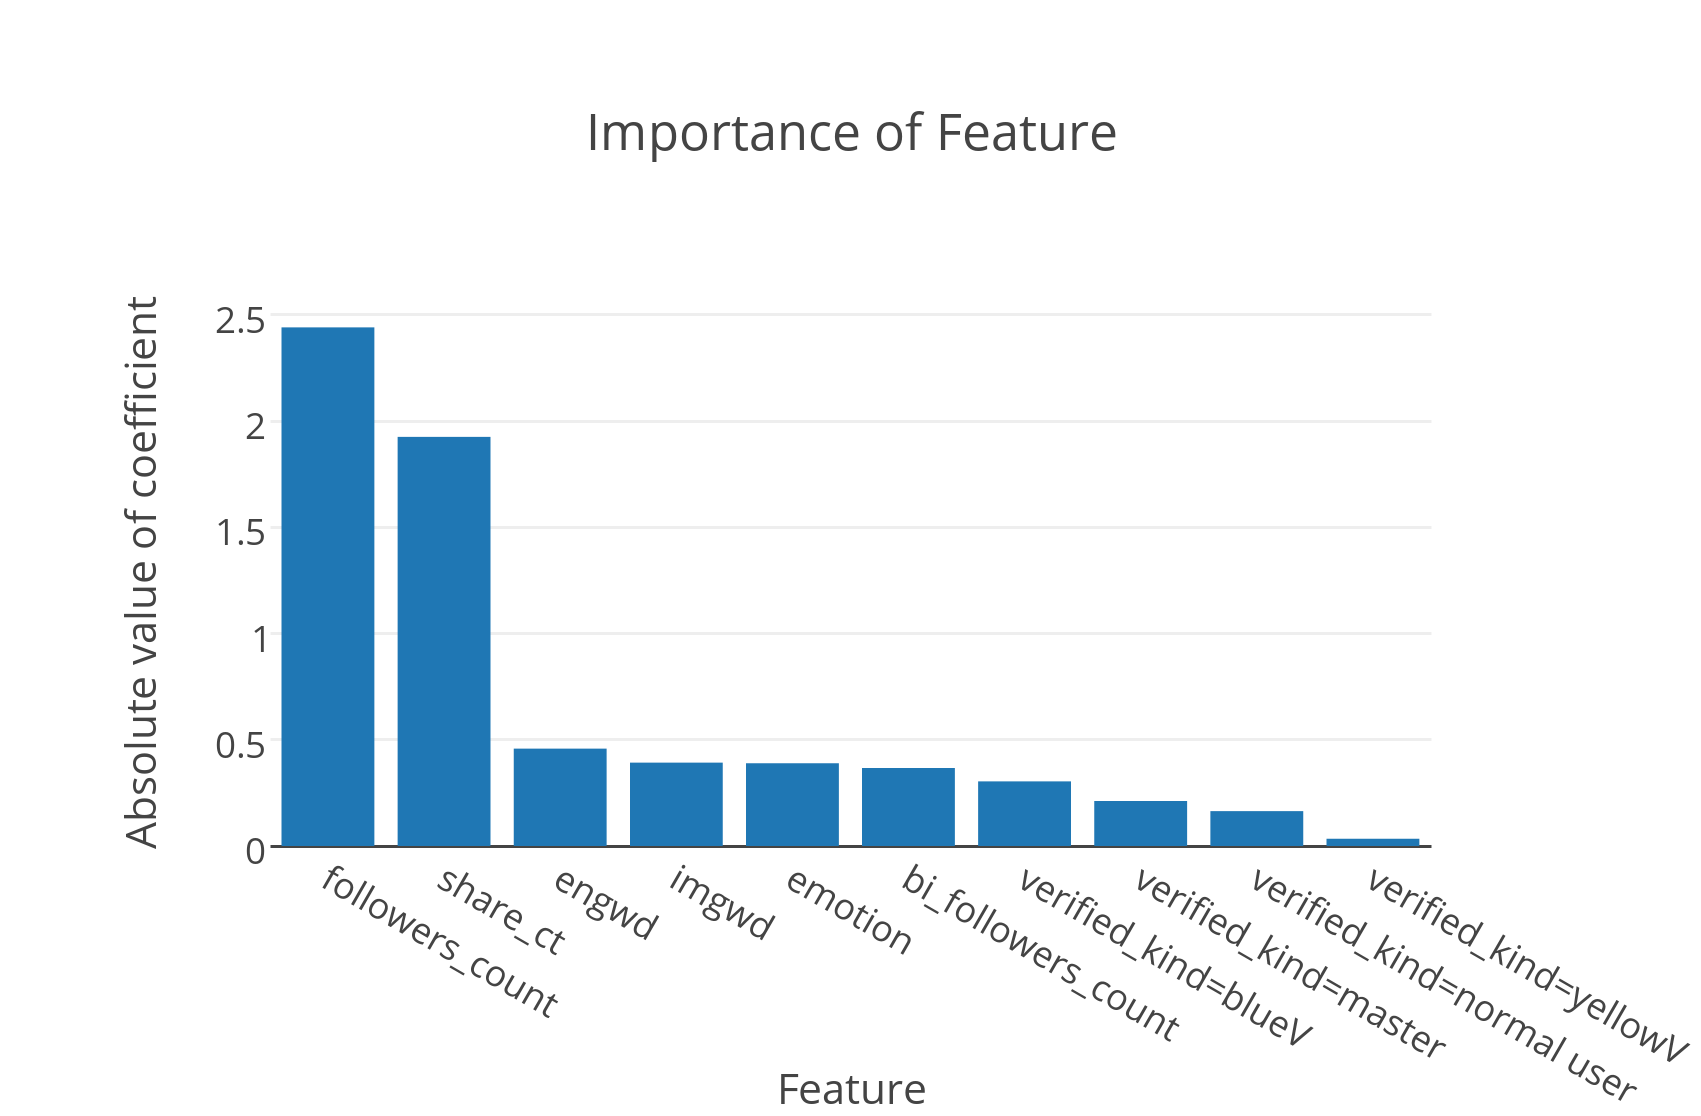 Importance of Feature
Absolute value of coefficient
2.5
2
1.5
1
0.5
0
followers_count
share_ct
engwd
imgwd
emotion
bi_followers_count
verified_kind=blueV
verified_kind=master
verified_kind=normal user
verified_kind=yellowV
Feature